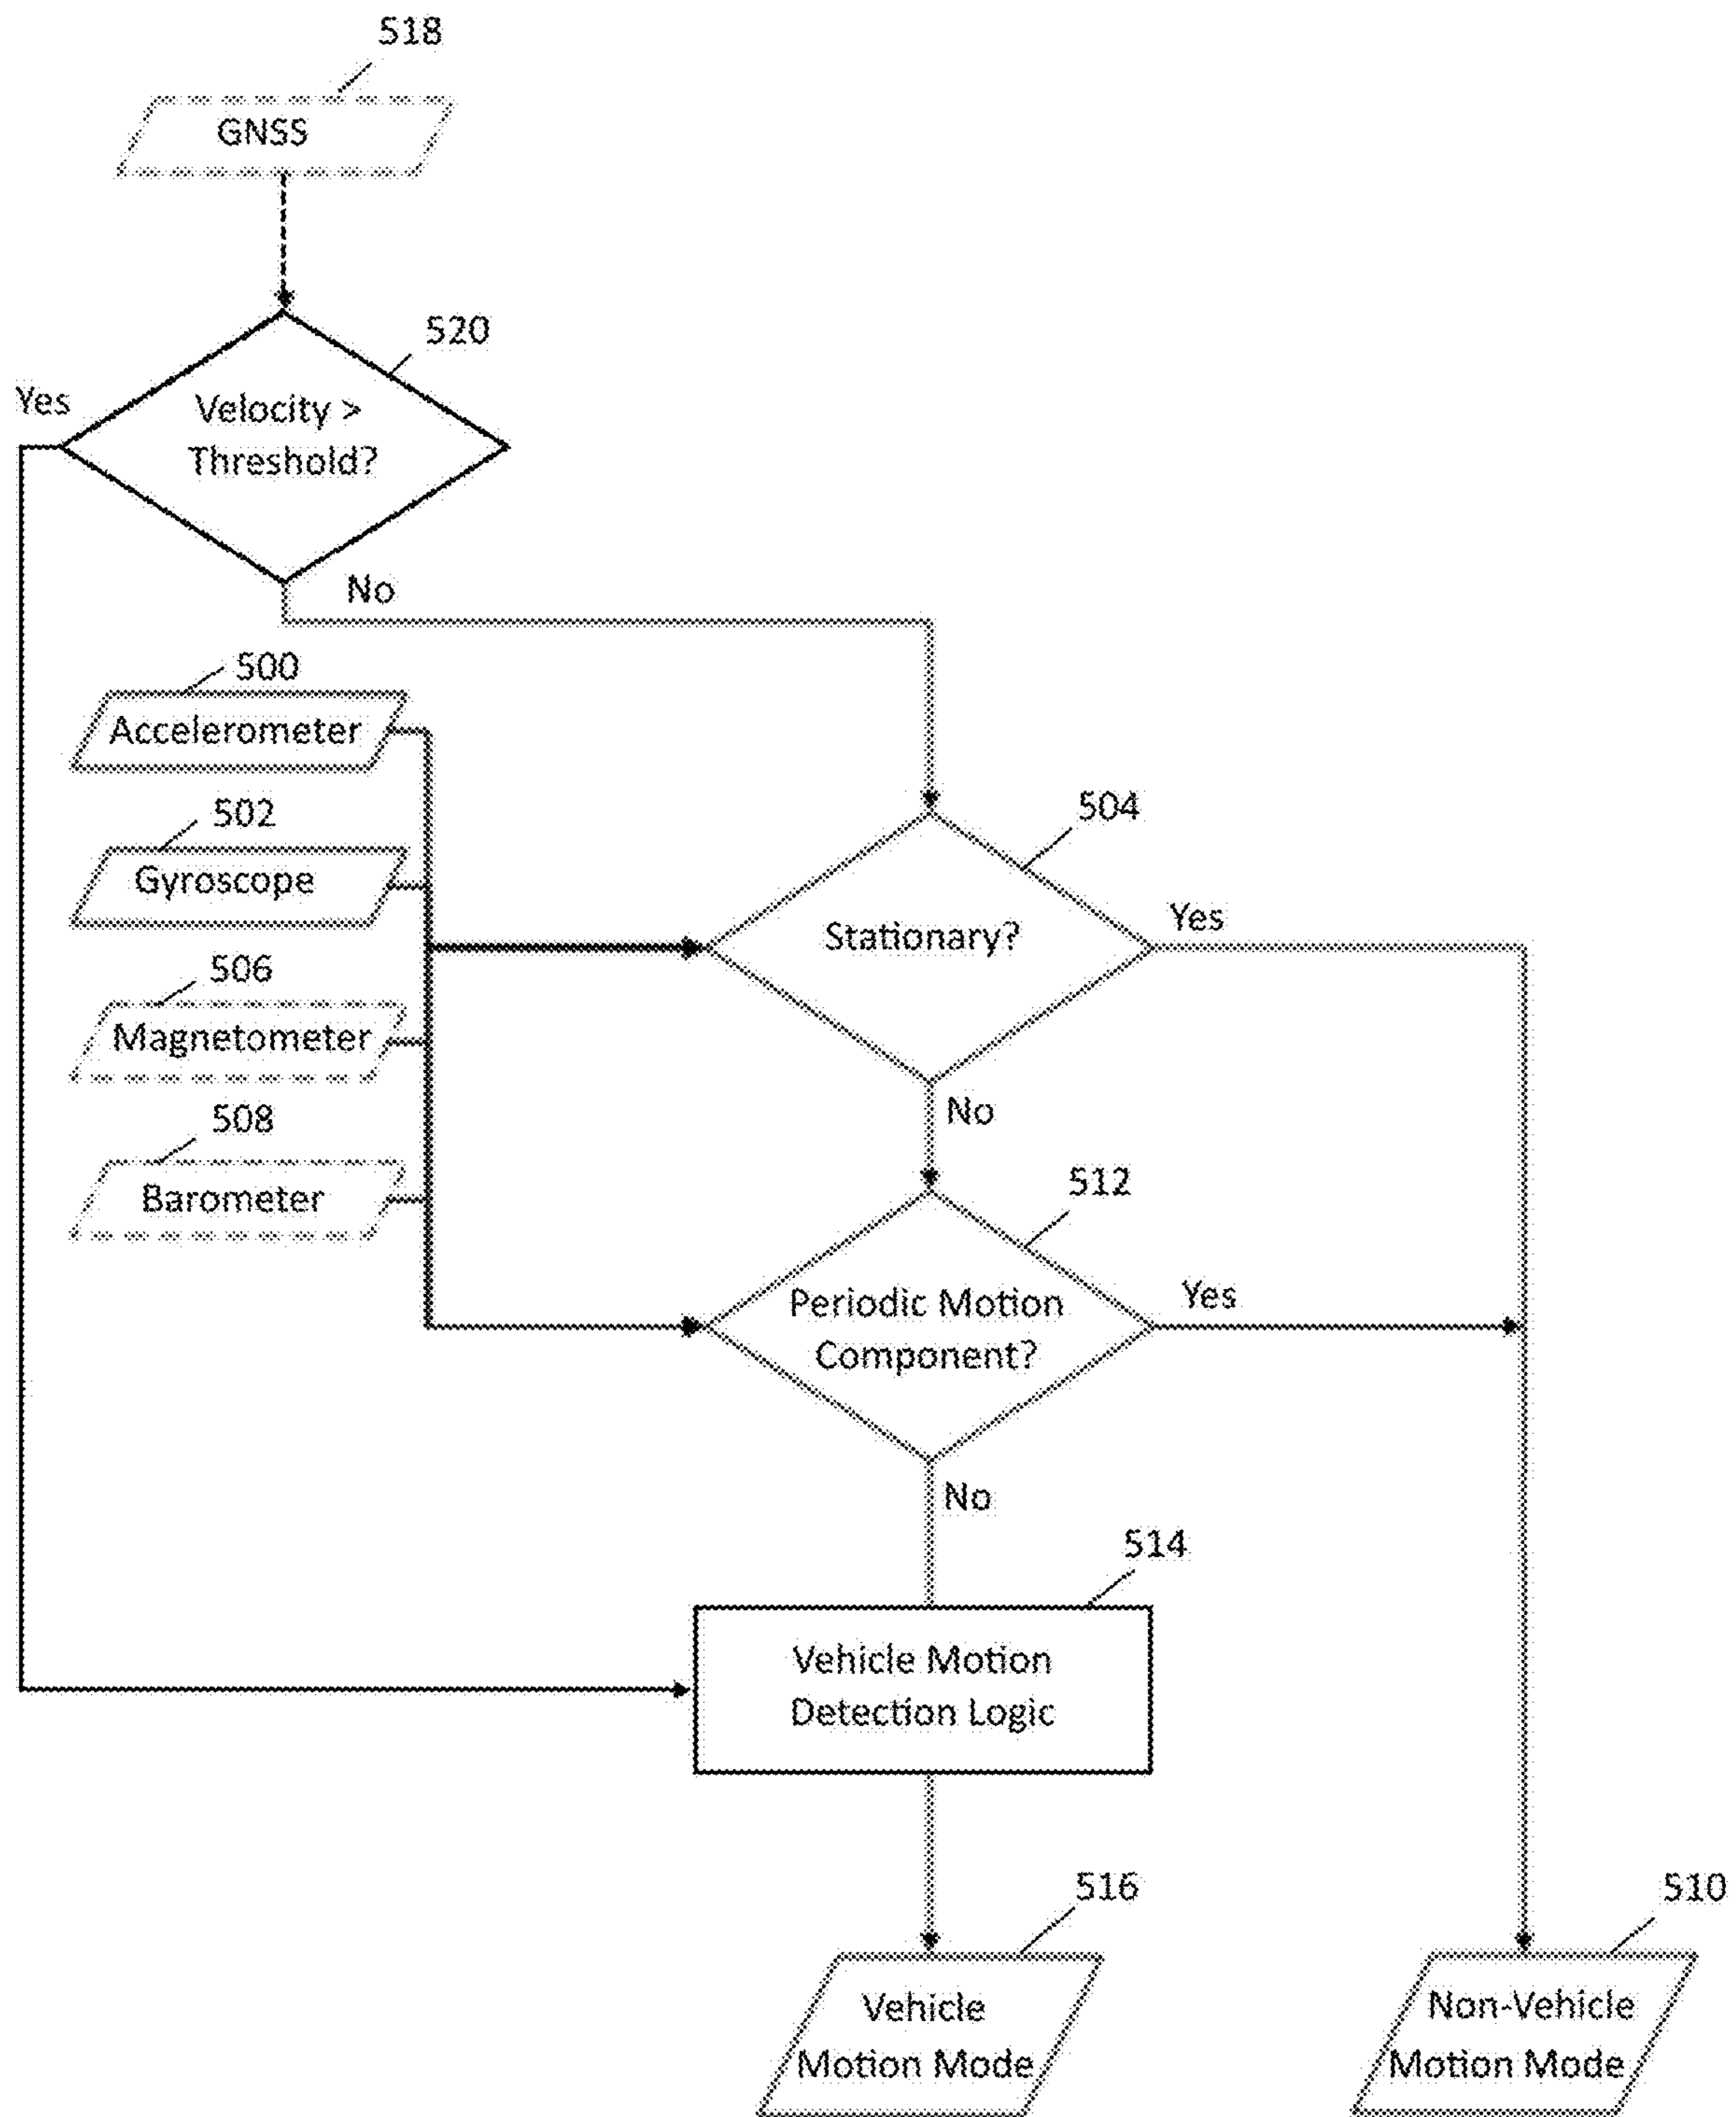 518
GNSS
520
Yes
Velocity >
Threshold?
No
500
Accelerometer
502
Gyroscope
504
Stationary?
Yes
506
Magnetometer
508
Barometer
No
512
Periodic Motion
Component?
Yes
No
514
Vehicle Motion
Detection Logic
516
510
Vehicle
Motion Mode
Non-Vehicle
Motion Mode